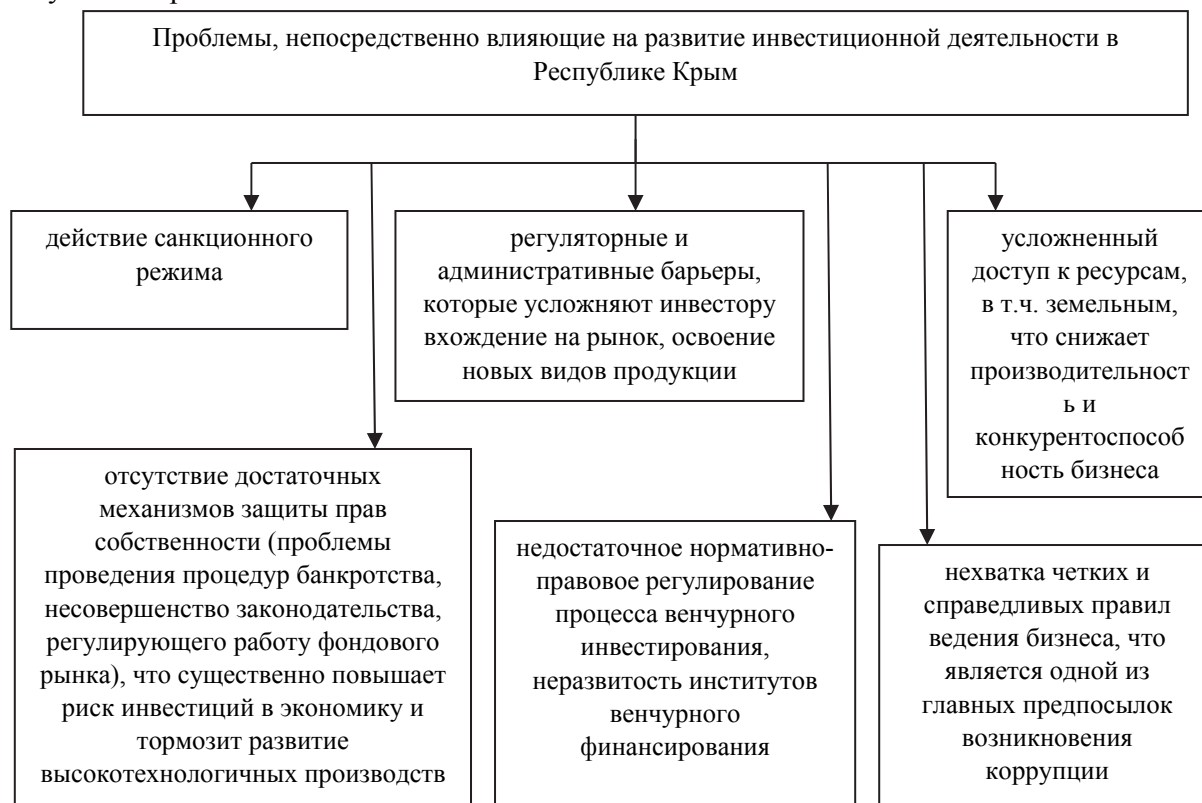 Проблемы, непосредственно влияющие на развитие инвестиционной деятельности в
Республике Крым
действие санкционного
режима
регуляторные и
административные барьеры,
которые усложняют инвестору
вхождение на рынок, освоение
новых видов продукции
усложненный
доступ к ресурсам,
в т.ч. земельным,
что снижает
производительност
ь и
конкурентоспособ
ность бизнеса
отсутствие достаточных
механизмов защиты прав
собственности (проблемы
проведения процедур банкротства,
несовершенство законодательства,
регулирующего работу фондового
рынка), что существенно повышает
риск инвестиций в экономику и
тормозит развитие
высокотехнологичных производств
недостаточное нормативно-
правовое регулирование
процесса венчурного
инвестирования,
неразвитость институтов
венчурного
финансирования
нехватка четких и
справедливых правил
ведения бизнеса, что
является одной из
главных предпосылок
возникновения
коррупции